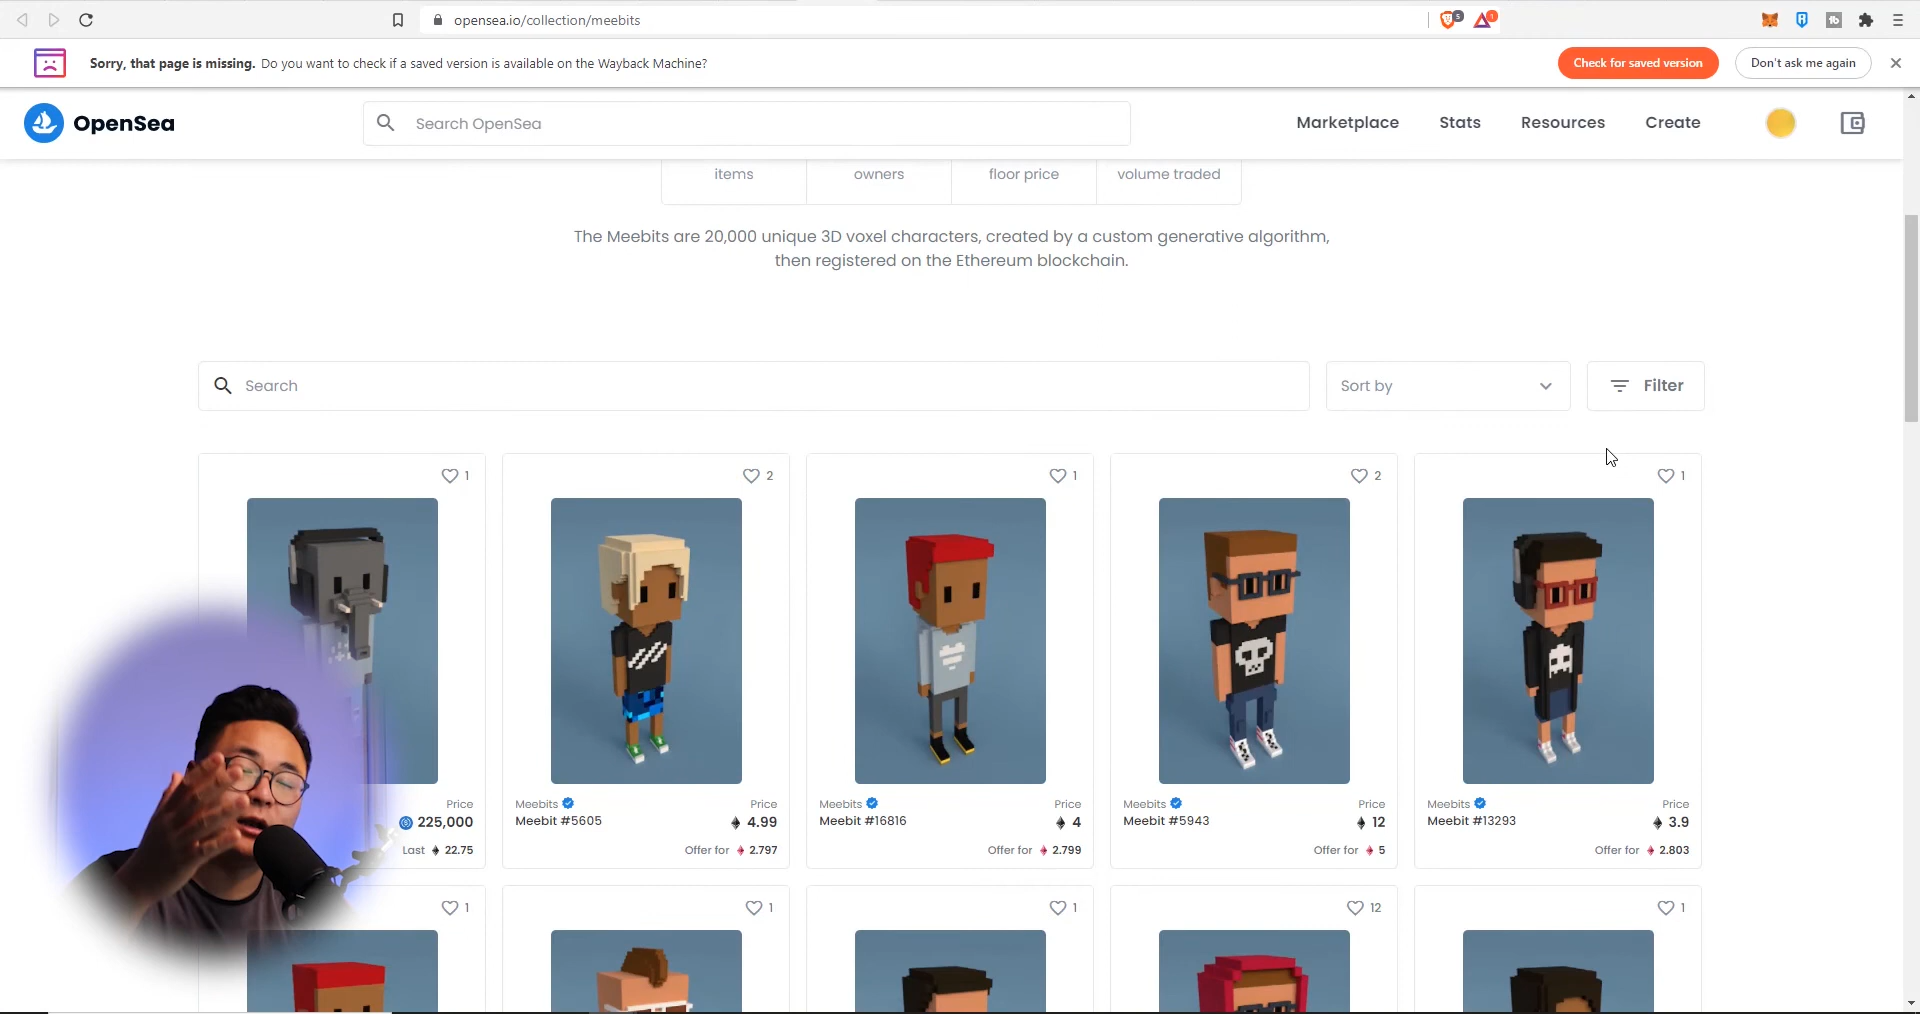 opensea.io/collection/meebits
5
1
Sorry, that page is missing. Do you want to check if a saved version is available on the Wayback Machine?
Check for saved version
Don't ask me again
OpenSea
Search OpenSea
Marketplace
Stats
Resources
Create
items
owners
floor price
volume traded
The Meebits are 20,000 unique 3D voxel characters, created by a custom generative algorithm,
then registered on the Ethereum blockchain.
Search
Sort by
Filter
1
2
1
2
1
Price
225,000
Last 22.75
Meebits
Price
Meebit #5605
4.99
Offer for 2.797
Meebits
Price
Meebit #16816
4
Offer for 2.799
Meebits
Price
Meebit #5943
12
Offer for 5
Meebits
Price
Meebit #13293
3.9
Offer for 2.803
1
1
1
12
1